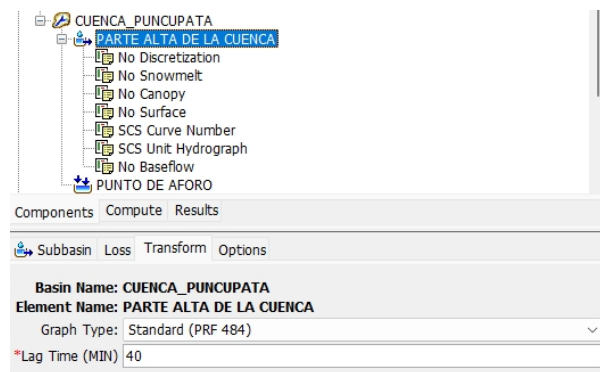 CUENCA_PUNCUPATA
PARTE ALTA DE LA CUENCA
No Discretization
No Snowmelt
No Canopy
No Surface
SCS Curve Number
SCS Unit Hydrograph
No Baseflow
PUNTO DE AFORO
Components Compute Results
Subbasin Loss Transform Options
Basin Name: CUENCA_PUNCUPATA
Element Name: PARTE ALTA DE LA CUENCA
Graph Type: Standard (PRF 484)
*Lag Time (MIN) 40